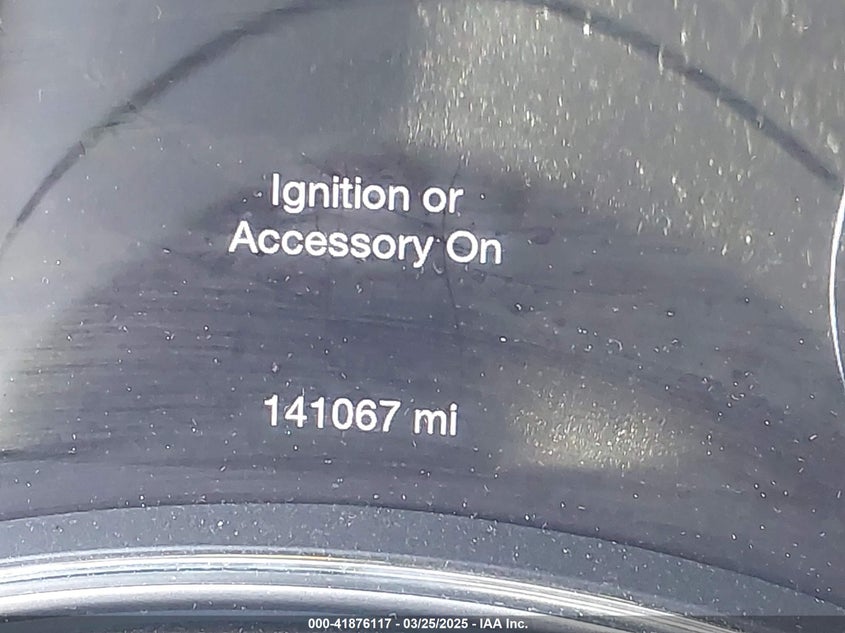 Ignition or
Accessory On
141067 mi
000-41876117 - 03/25/2025 - IAA Inc.